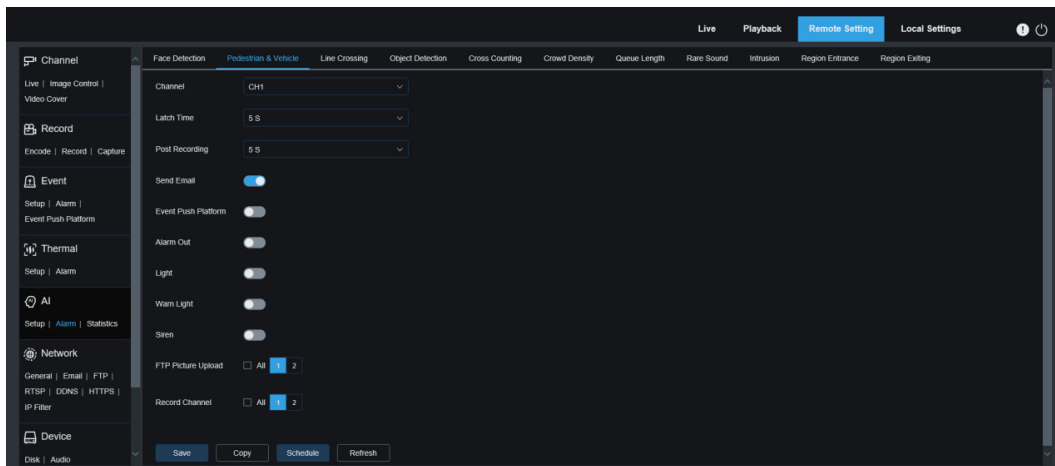 Live Playback Remote Setting Local Settings
Channel
Live | Image Control |
Video Cover
Record
Encode | Record | Capture
Event
Setup | Alarm |
Event Push Platform
Thermal
Setup | Alarm
AI
Setup | Alarm | Statistics
Network
General | Email | FTP |
RTSP | DDNS | HTTPS |
IP Filter
Device
Disk | Audio
Face Detection Pedestrian & Vehicle Line Crossing Object Detection Cross Counting Crowd Density Queue Length Rare Sound Intrusion Region Entrance Region Exiting
Channel CH1
Latch Time 5 S
Post Recording 5 S
Send Email
Event Push Platform
Alarm Out
Light
Warn Light
Siren
FTP Picture Upload All 1 2
Record Channel All 1 2
Save Copy Schedule Refresh